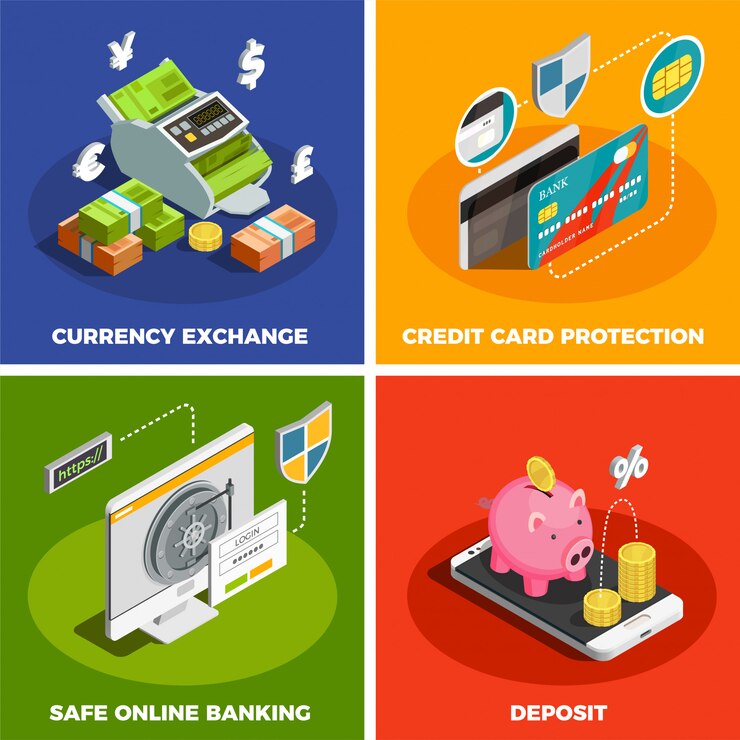 ¥
$
€
£
CURRENCY EXCHANGE
BANK
CARDHOLDER NAME
CREDIT CARD PROTECTION
https://
LOGIN
SAFE ONLINE BANKING
%
DEPOSIT